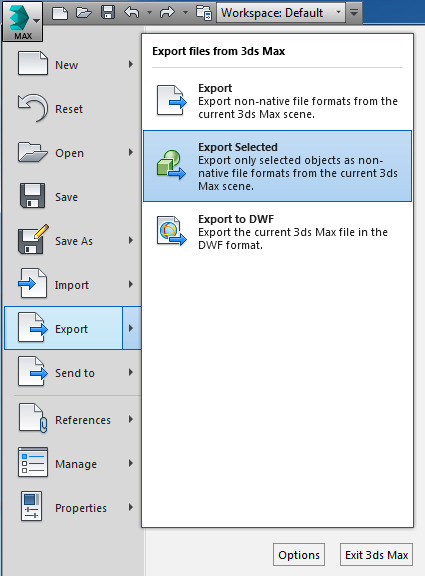 Workspace: Default
MAX
New
Reset
Open
Save
Save As
Import
Export
Send to
References
Manage
Properties
Export files from 3ds Max
Export
Export non-native file formats from the
current 3ds Max scene.
Export Selected
Export only selected objects as non-
native file formats from the current 3ds
Max scene.
Export to DWF
Export the current 3ds Max file in the
DWF format.
Options
Exit 3ds Max